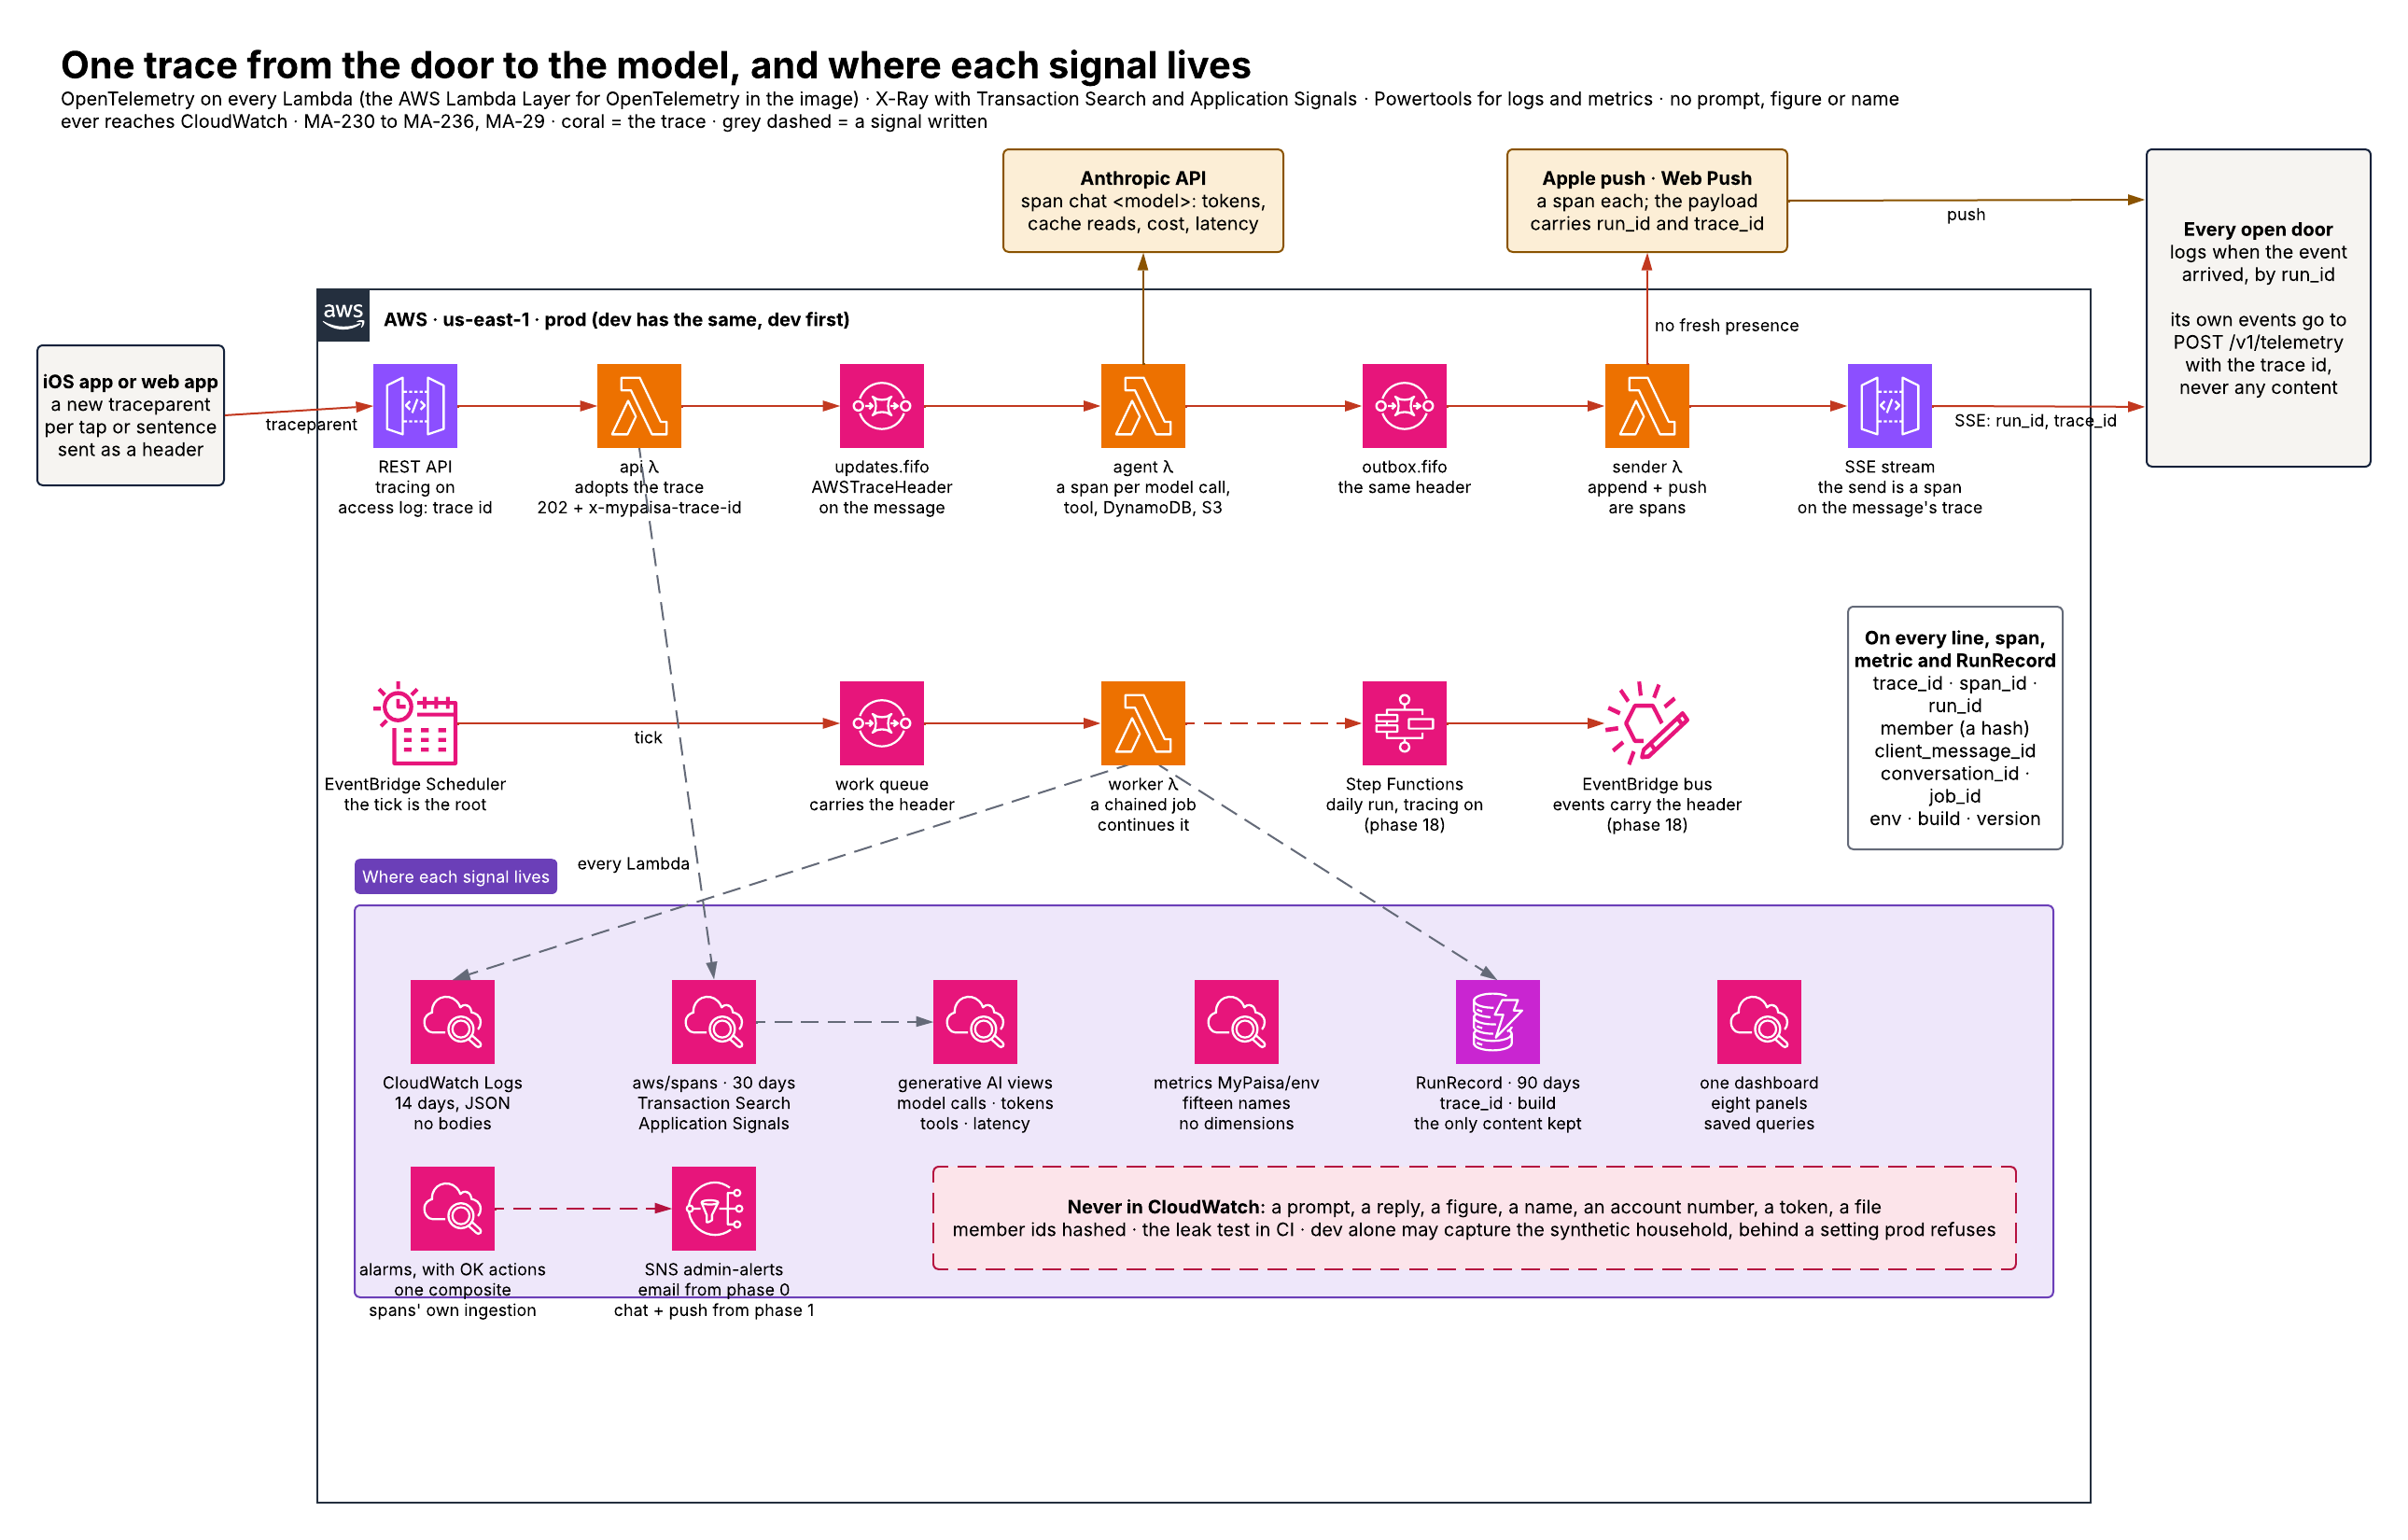 One trace from the door to the model, and where each signal lives
OpenTelemetry on every Lambda (the AWS Lambda Layer for OpenTelemetry in the image) · X-Ray with Transaction Search and Application Signals · Powertools for logs and metrics · no prompt, figure or name
ever reaches CloudWatch · MA-230 to MA-236, MA-29 · coral = the trace · grey dashed = a signal written
Anthropic API
span chat <model>: tokens,
cache reads, cost, latency
Apple push · Web Push
a span each; the payload
carries run_id and trace_id
push
Every open door
logs when the event
arrived, by run_id
its own events go to
POST /v1/telemetry
with the trace id,
never any content
aws
AWS · us-east-1 · prod (dev has the same, dev first)
no fresh presence
iOS app or web app
a new traceparent
per tap or sentence
sent as a header
traceparent
SSE: run_id, trace_id
REST API
tracing on
access log: trace id
api λ
adopts the trace
202 + x-mypaisa-trace-id
updates.fifo
AWSTraceHeader
on the message
agent λ
a span per model call,
tool, DynamoDB, S3
outbox.fifo
the same header
sender λ
append + push
are spans
SSE stream
the send is a span
on the message's trace
On every line, span,
metric and RunRecord
trace_id · span_id ·
run_id
member (a hash)
client_message_id
conversation_id ·
job_id
env · build · version
tick
EventBridge Scheduler
the tick is the root
work queue
carries the header
worker λ
a chained job
continues it
Step Functions
daily run, tracing on
(phase 18)
EventBridge bus
events carry the header
(phase 18)
every Lambda
Where each signal lives
CloudWatch Logs
14 days, JSON
no bodies
aws/spans · 30 days
Transaction Search
Application Signals
generative AI views
model calls · tokens
tools · latency
metrics MyPaisa/env
fifteen names
no dimensions
RunRecord · 90 days
trace_id · build
the only content kept
one dashboard
eight panels
saved queries
Never in CloudWatch: a prompt, a reply, a figure, a name, an account number, a token, a file
member ids hashed · the leak test in CI · dev alone may capture the synthetic household, behind a setting prod refuses
alarms, with OK actions
one composite
spans' own ingestion
SNS admin-alerts
email from phase 0
chat + push from phase 1